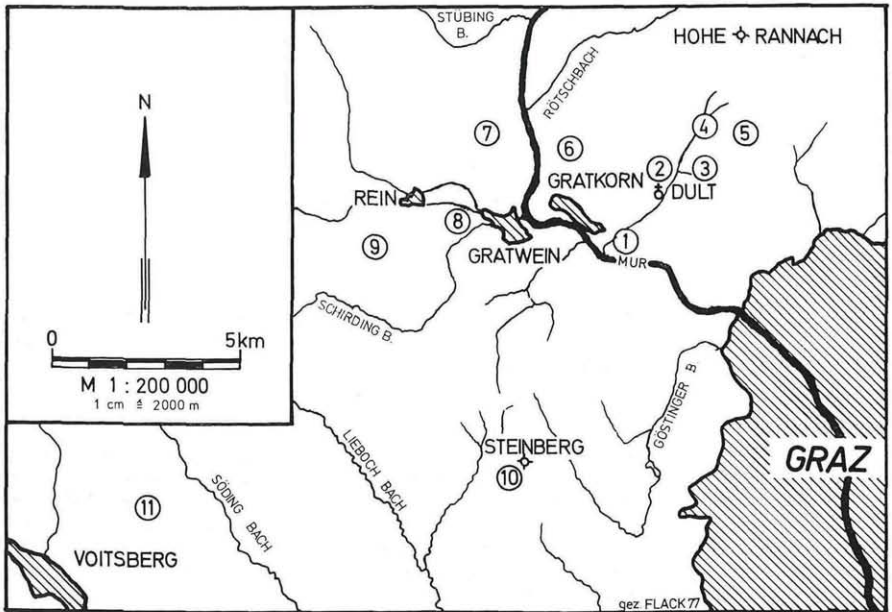 STÜBING
B.
HOHE RANNACH
N
RÖTSCHBACH
7
6
4
5
2
3
GRATKORN
DULT
REIN
8
9
GRATWEIN
1
MUR
SCHIRDING B.
0 5km
M 1 : 200 000
1 cm ≙ 2000 m
GÖSTINGER B
LIEBOCH BACH
STEINBERG
10
GRAZ
SÖDING BACH
11
VOITSBERG
gez. FLACK 77